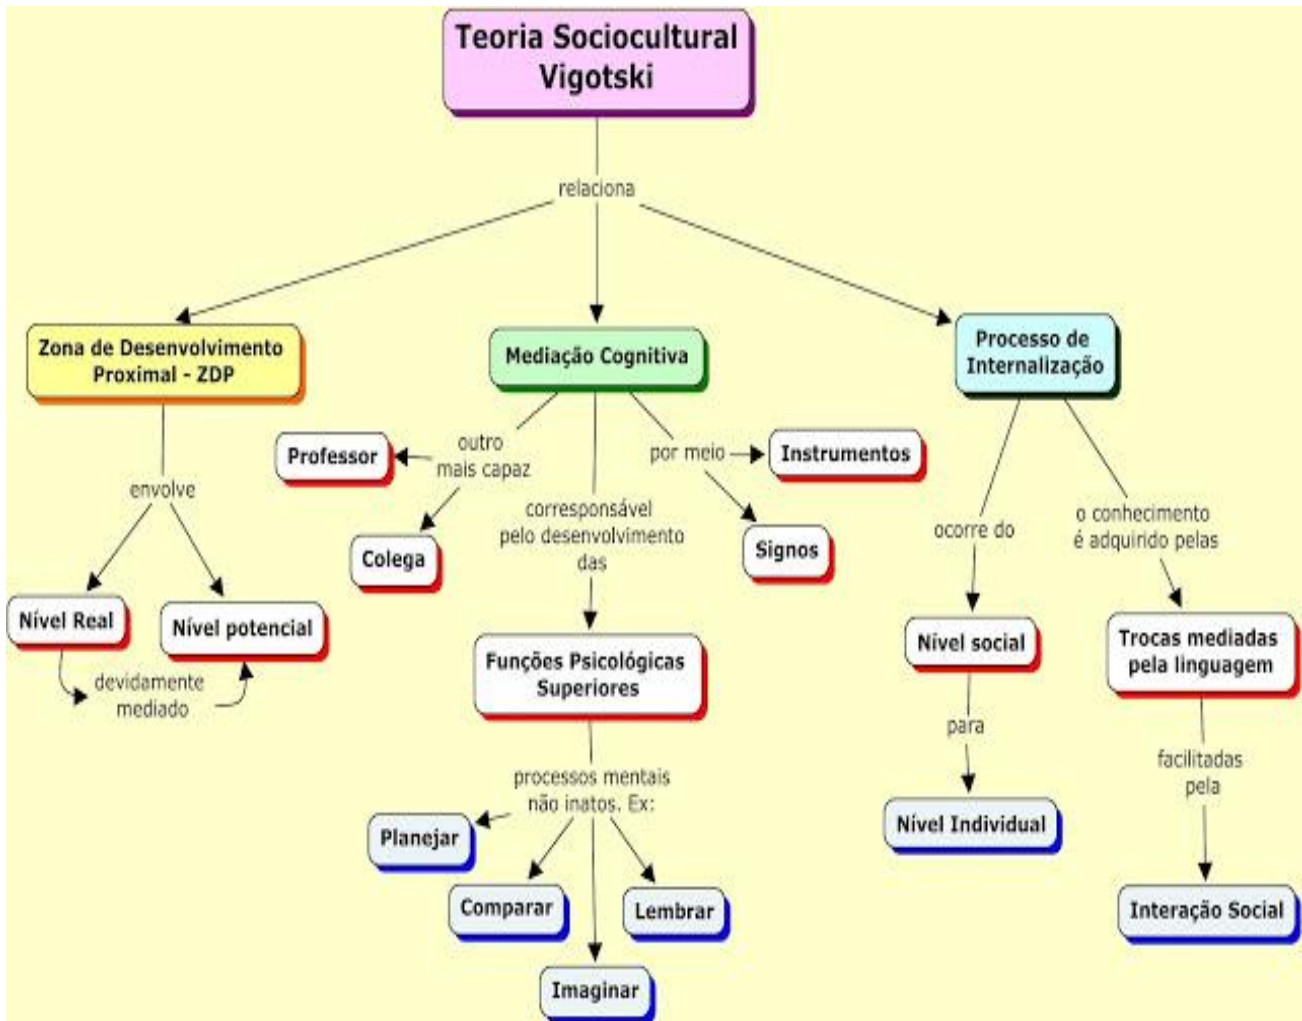 Teoria Sociocultural
Vigotski
relaciona
Zona de Desenvolvimento
Proximal - ZDP
envolve
Nível Real
Nível potencial
devidamente
mediado
Mediação Cognitiva
outro
mais capaz
Professor
Colega
corresponsável
pelo desenvolvimento
das
Funções Psicológicas
Superiores
processos mentais
não inatos. Ex:
Planejar
Comparar
Imaginar
Lembrar
por meio
Instrumentos
Signos
Processo de
Internalização
ocorre do
Nível social
para
Nível Individual
o conhecimento
é adquirido pelas
Trocas mediadas
pela linguagem
facilitadas
pela
Interação Social